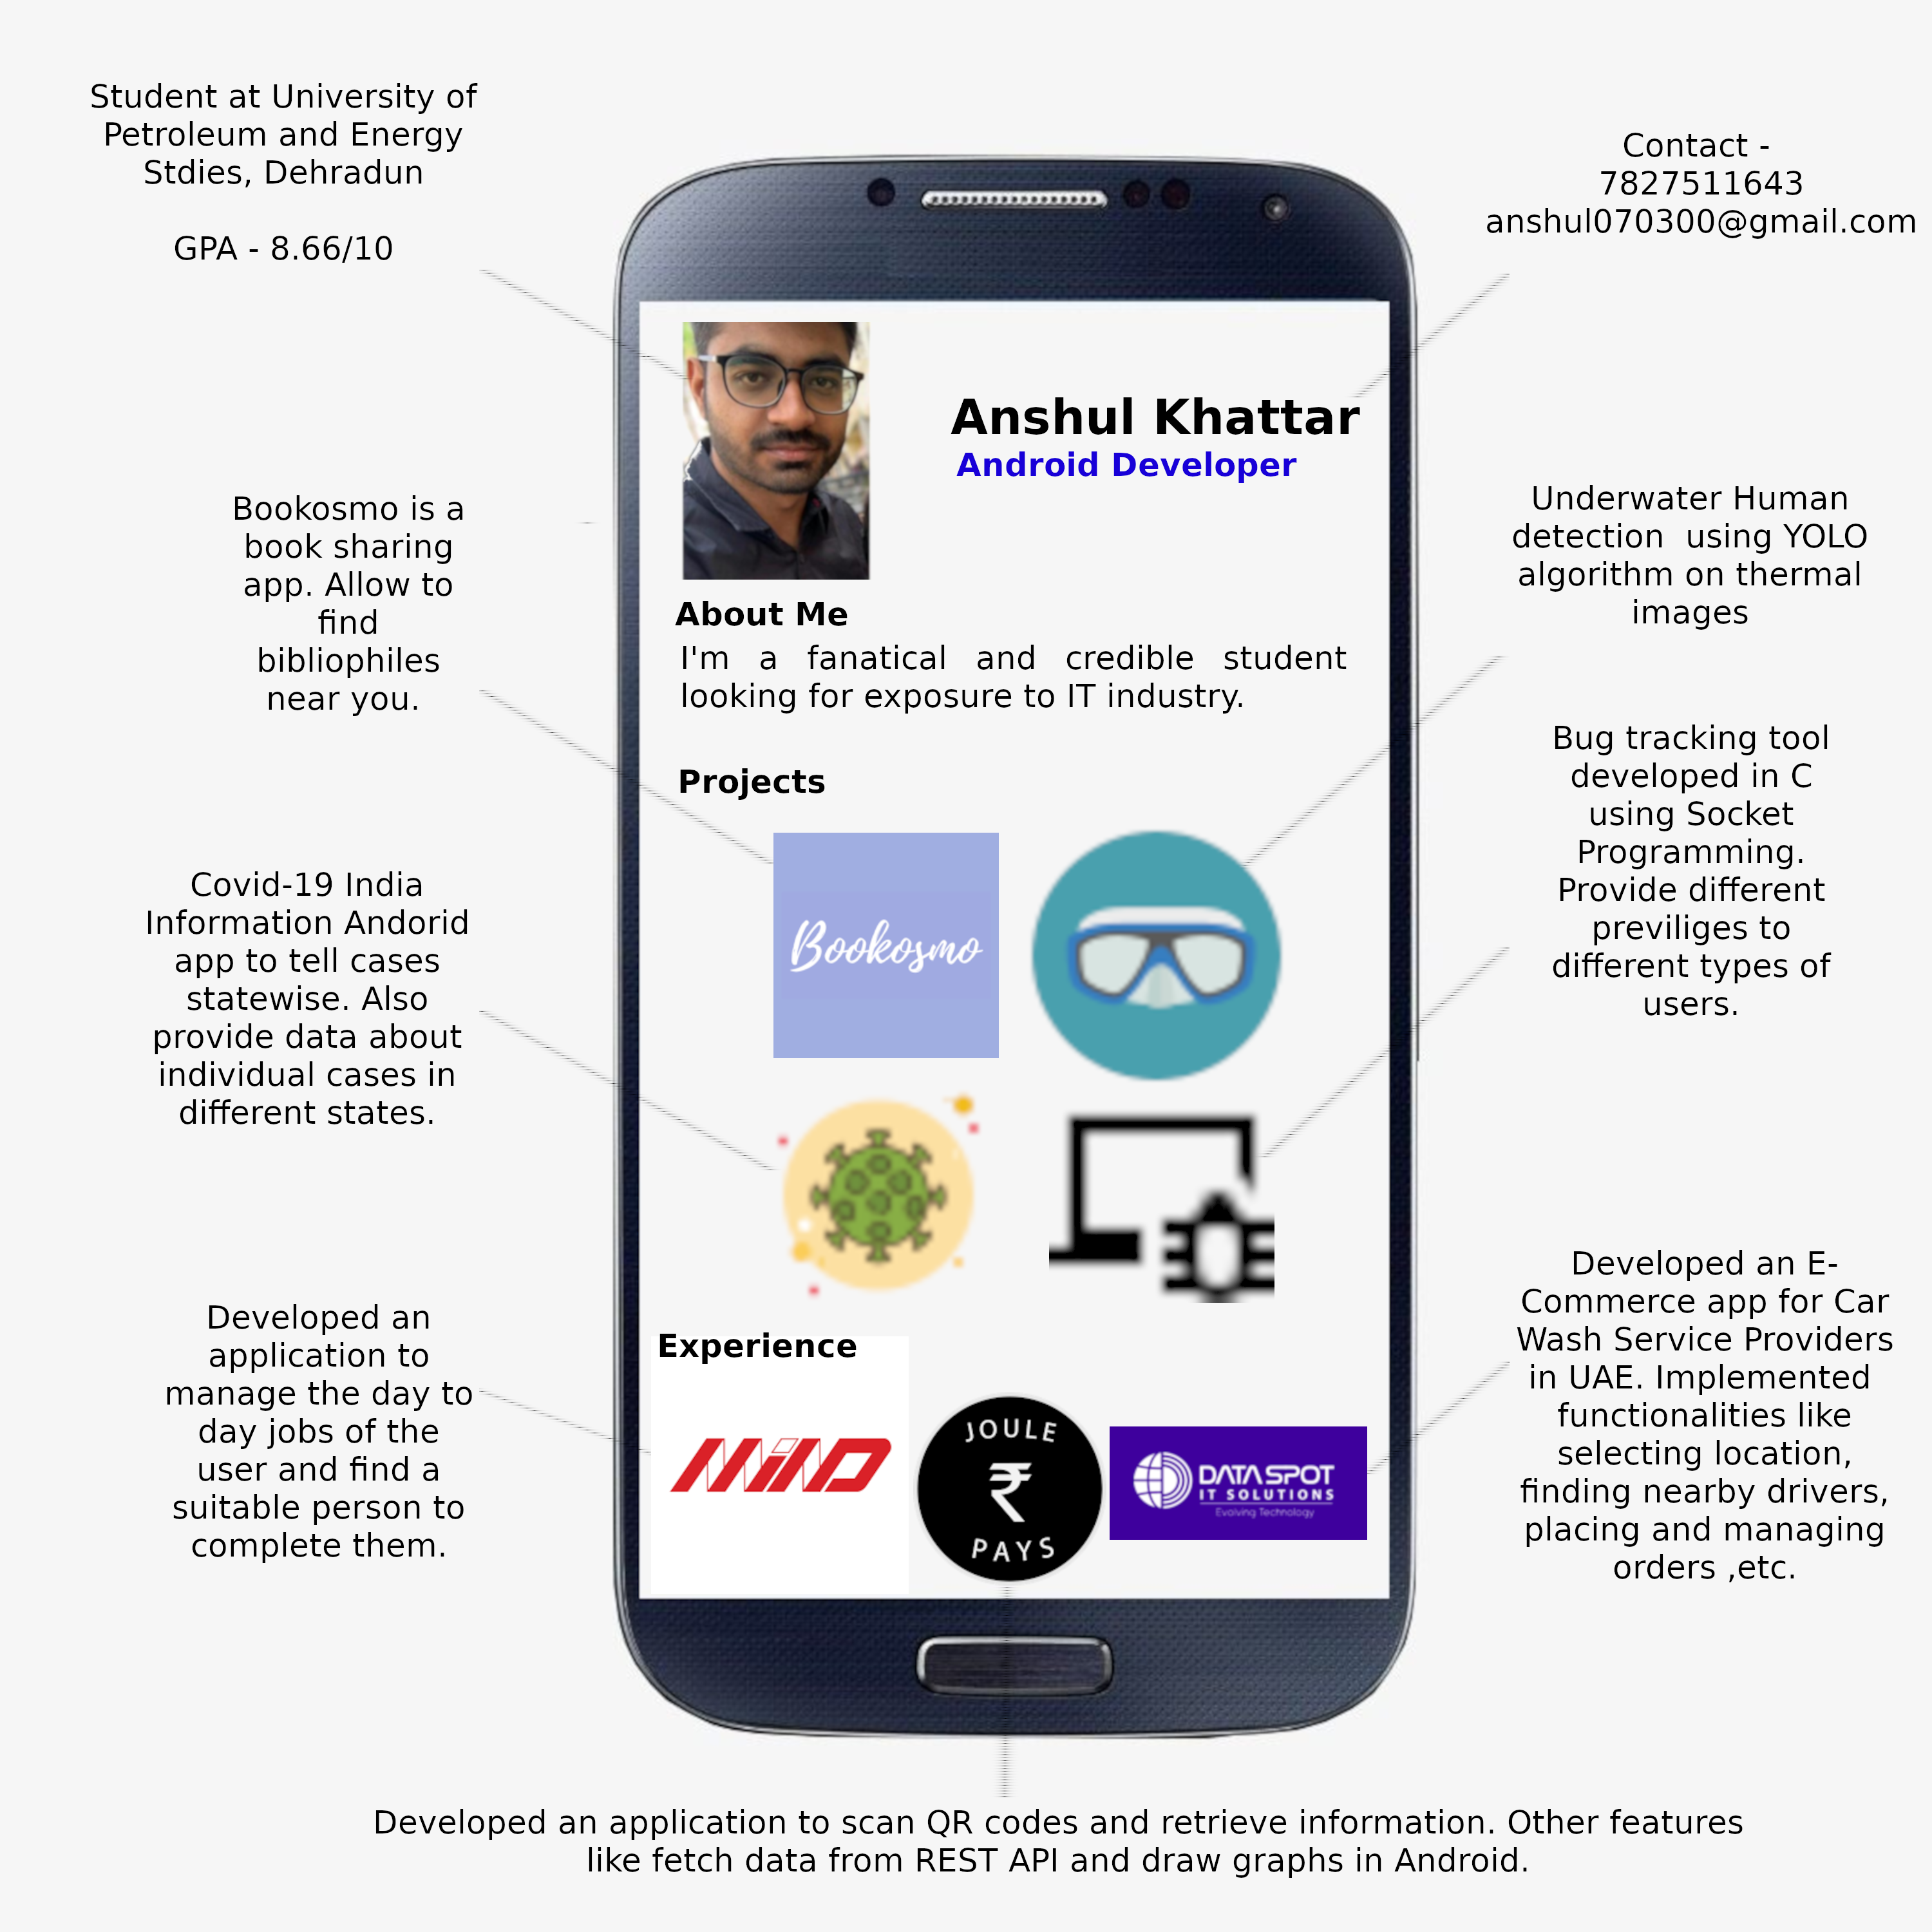 Student at University of
Petroleum and Energy
Stdies, Dehradun
GPA - 8.66/10
Contact -
7827511643
anshul070300@gmail.com
Anshul Khattar
Android Developer
About Me
I'm a fanatical and credible student
looking for exposure to IT industry.
Bookosmo is a
book sharing
app. Allow to
find
bibliophiles
near you.
Underwater Human
detection  using YOLO
algorithm on thermal
images
Projects
Bookosmo
Bug tracking tool
developed in C
using Socket
Programming.
Provide different
previliges to
different types of
users.
Covid-19 India
Information Andorid
app to tell cases
statewise. Also
provide data about
individual cases in
different states.
Experience
Developed an
application to
manage the day to
day jobs of the
user and find a
suitable person to
complete them.
MiND
JOULE
₹
PAYS
DATA SPOT
IT SOLUTIONS
Evolving Technology
Developed an E-
Commerce app for Car
Wash Service Providers
in UAE. Implemented
functionalities like
selecting location,
finding nearby drivers,
placing and managing
orders ,etc.
Developed an application to scan QR codes and retrieve information. Other features
like fetch data from REST API and draw graphs in Android.